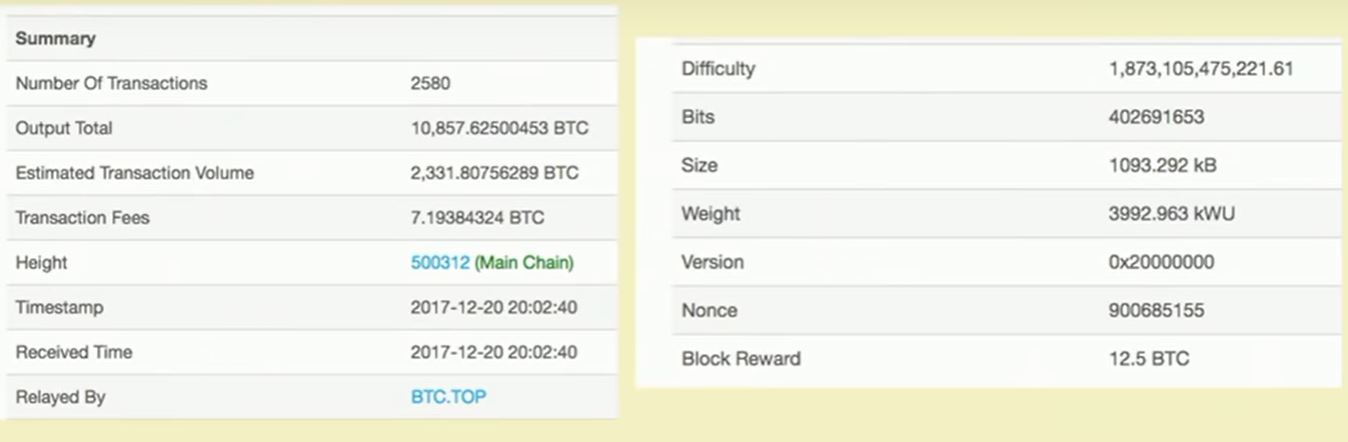 Summary
Number Of Transactions 2580
Output Total 10,857.62500453 BTC
Estimated Transaction Volume 2,331.80756289 BTC
Transaction Fees 7.19384324 BTC
Height 500312 (Main Chain)
Timestamp 2017-12-20 20:02:40
Received Time 2017-12-20 20:02:40
Relayed By BTC.TOP
Difficulty 1,873,105,475,221.61
Bits 402691653
Size 1093.292 kB
Weight 3992.963 kWU
Version 0x20000000
Nonce 900685155
Block Reward 12.5 BTC